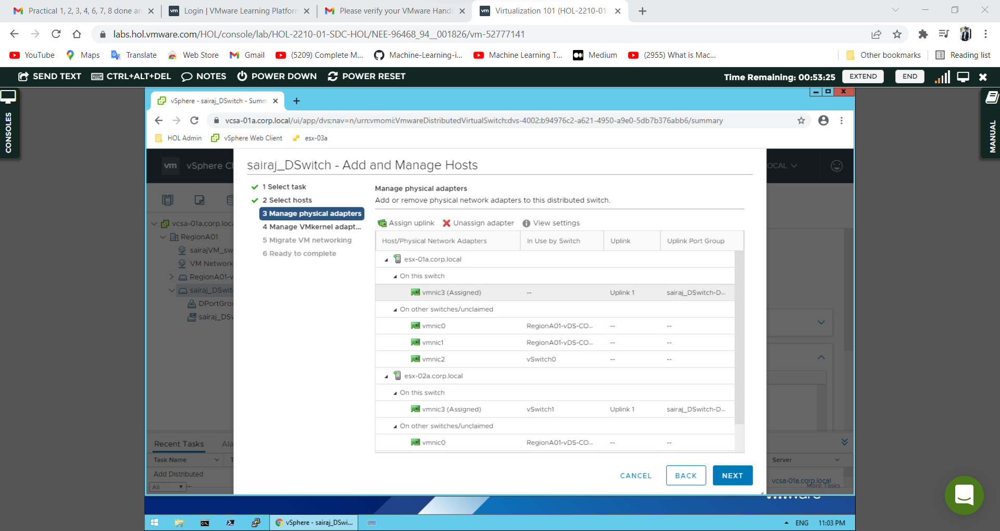 Practical 1, 2, 3, 4, 6, 7, 8 done an
Login | VMware Learning Platform
Please verify your VMware Hands
vm Virtualization 101 (HOL-2210-01-
labs.hol.vmware.com/HOL/console/lab/HOL-2210-01-SDC-HOL/NEE-96468_94__001826/vm-52777141
YouTube Maps Translate Web Store Gmail (5209) Complete M... Machine-Learning-i... Machine Learning T... Medium (2955) What is Mac... Other bookmarks Reading list
SEND TEXT CTRL+ALT+DEL NOTES POWER DOWN POWER RESET Time Remaining: 00:53:25 EXTEND END
CONSOLES
MANUAL
vSphere - sairaj_DSwitch - Summ
vcsa-01a.corp.local/ui/app/dvs;nav=n/urn:vmomi:VmwareDistributedVirtualSwitch:dvs-4002:b94976c2-a621-4950-a9e0-5db7b376abb6/summary
HOL Admin vSphere Web Client esx-03a
vm vSphere Cl
OCAL
vcsa-01a.corp.loca
RegionA01
sairajVM_sw
VM Network
RegionA01-v
sairaj_DSwit
DPortGrou
sairaj_DSw
sairaj_DSwitch - Add and Manage Hosts
1 Select task
2 Select hosts
3 Manage physical adapters
4 Manage VMkernel adapt...
5 Migrate VM networking
6 Ready to complete
Manage physical adapters
Add or remove physical network adapters to this distributed switch.
Assign uplink Unassign adapter View settings
Host/Physical Network Adapters In Use by Switch Uplink Uplink Port Group
esx-01a.corp.local
On this switch
vmnic3 (Assigned) -- Uplink 1 sairaj_DSwitch-D...
On other switches/unclaimed
vmnic0 RegionA01-vDS-CO... -- --
vmnic1 RegionA01-vDS-CO... -- --
vmnic2 vSwitch0 -- --
esx-02a.corp.local
On this switch
vmnic3 (Assigned) vSwitch1 Uplink 1 sairaj_DSwitch-D...
On other switches/unclaimed
vmnic0 RegionA01-vDS-CO... -- --
CANCEL BACK NEXT
Recent Tasks Ala
Task Name T
Server
Add Distributed
All
vcsa-01a.corp.local
More Tasks
vmware
vSphere - sairaj_DSwi...
ENG 11:03 PM